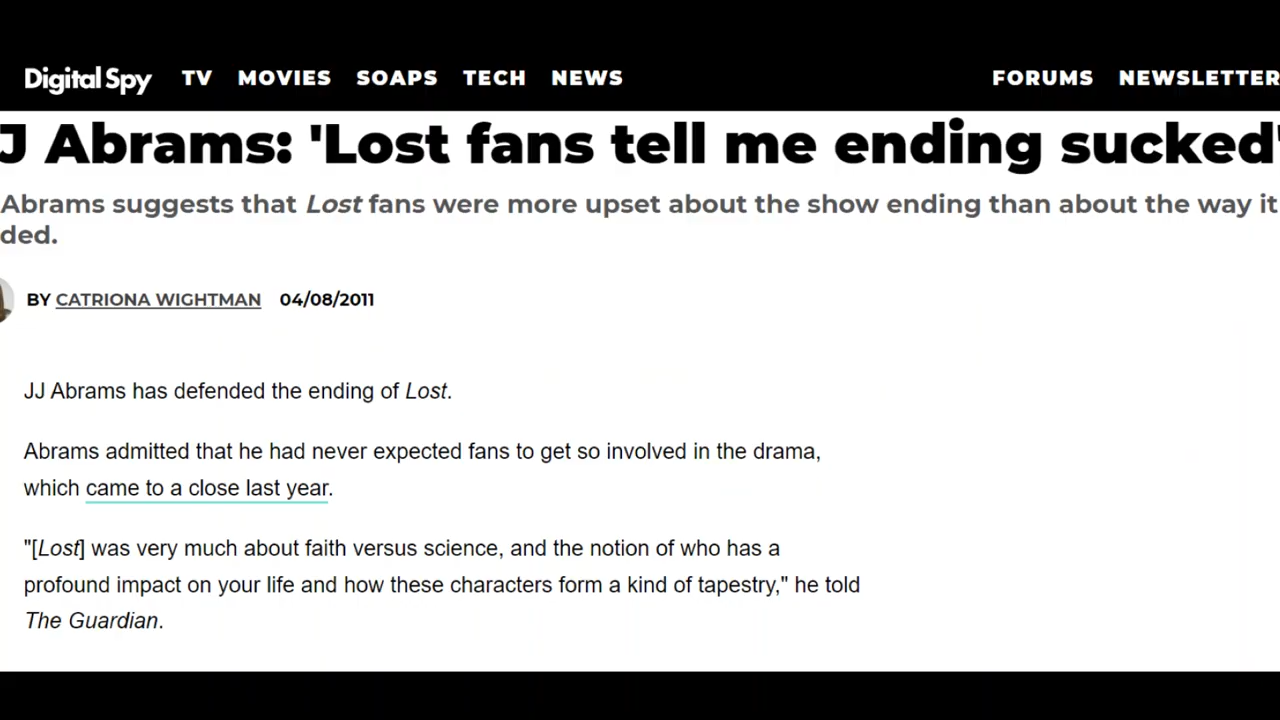 Digital Spy TV MOVIES SOAPS TECH NEWS FORUMS NEWSLETTER
J Abrams: 'Lost fans tell me ending sucked'
Abrams suggests that Lost fans were more upset about the show ending than about the way it
ded.
BY CATRIONA WIGHTMAN 04/08/2011
JJ Abrams has defended the ending of Lost.
Abrams admitted that he had never expected fans to get so involved in the drama,
which came to a close last year.
"[Lost] was very much about faith versus science, and the notion of who has a
profound impact on your life and how these characters form a kind of tapestry," he told
The Guardian.